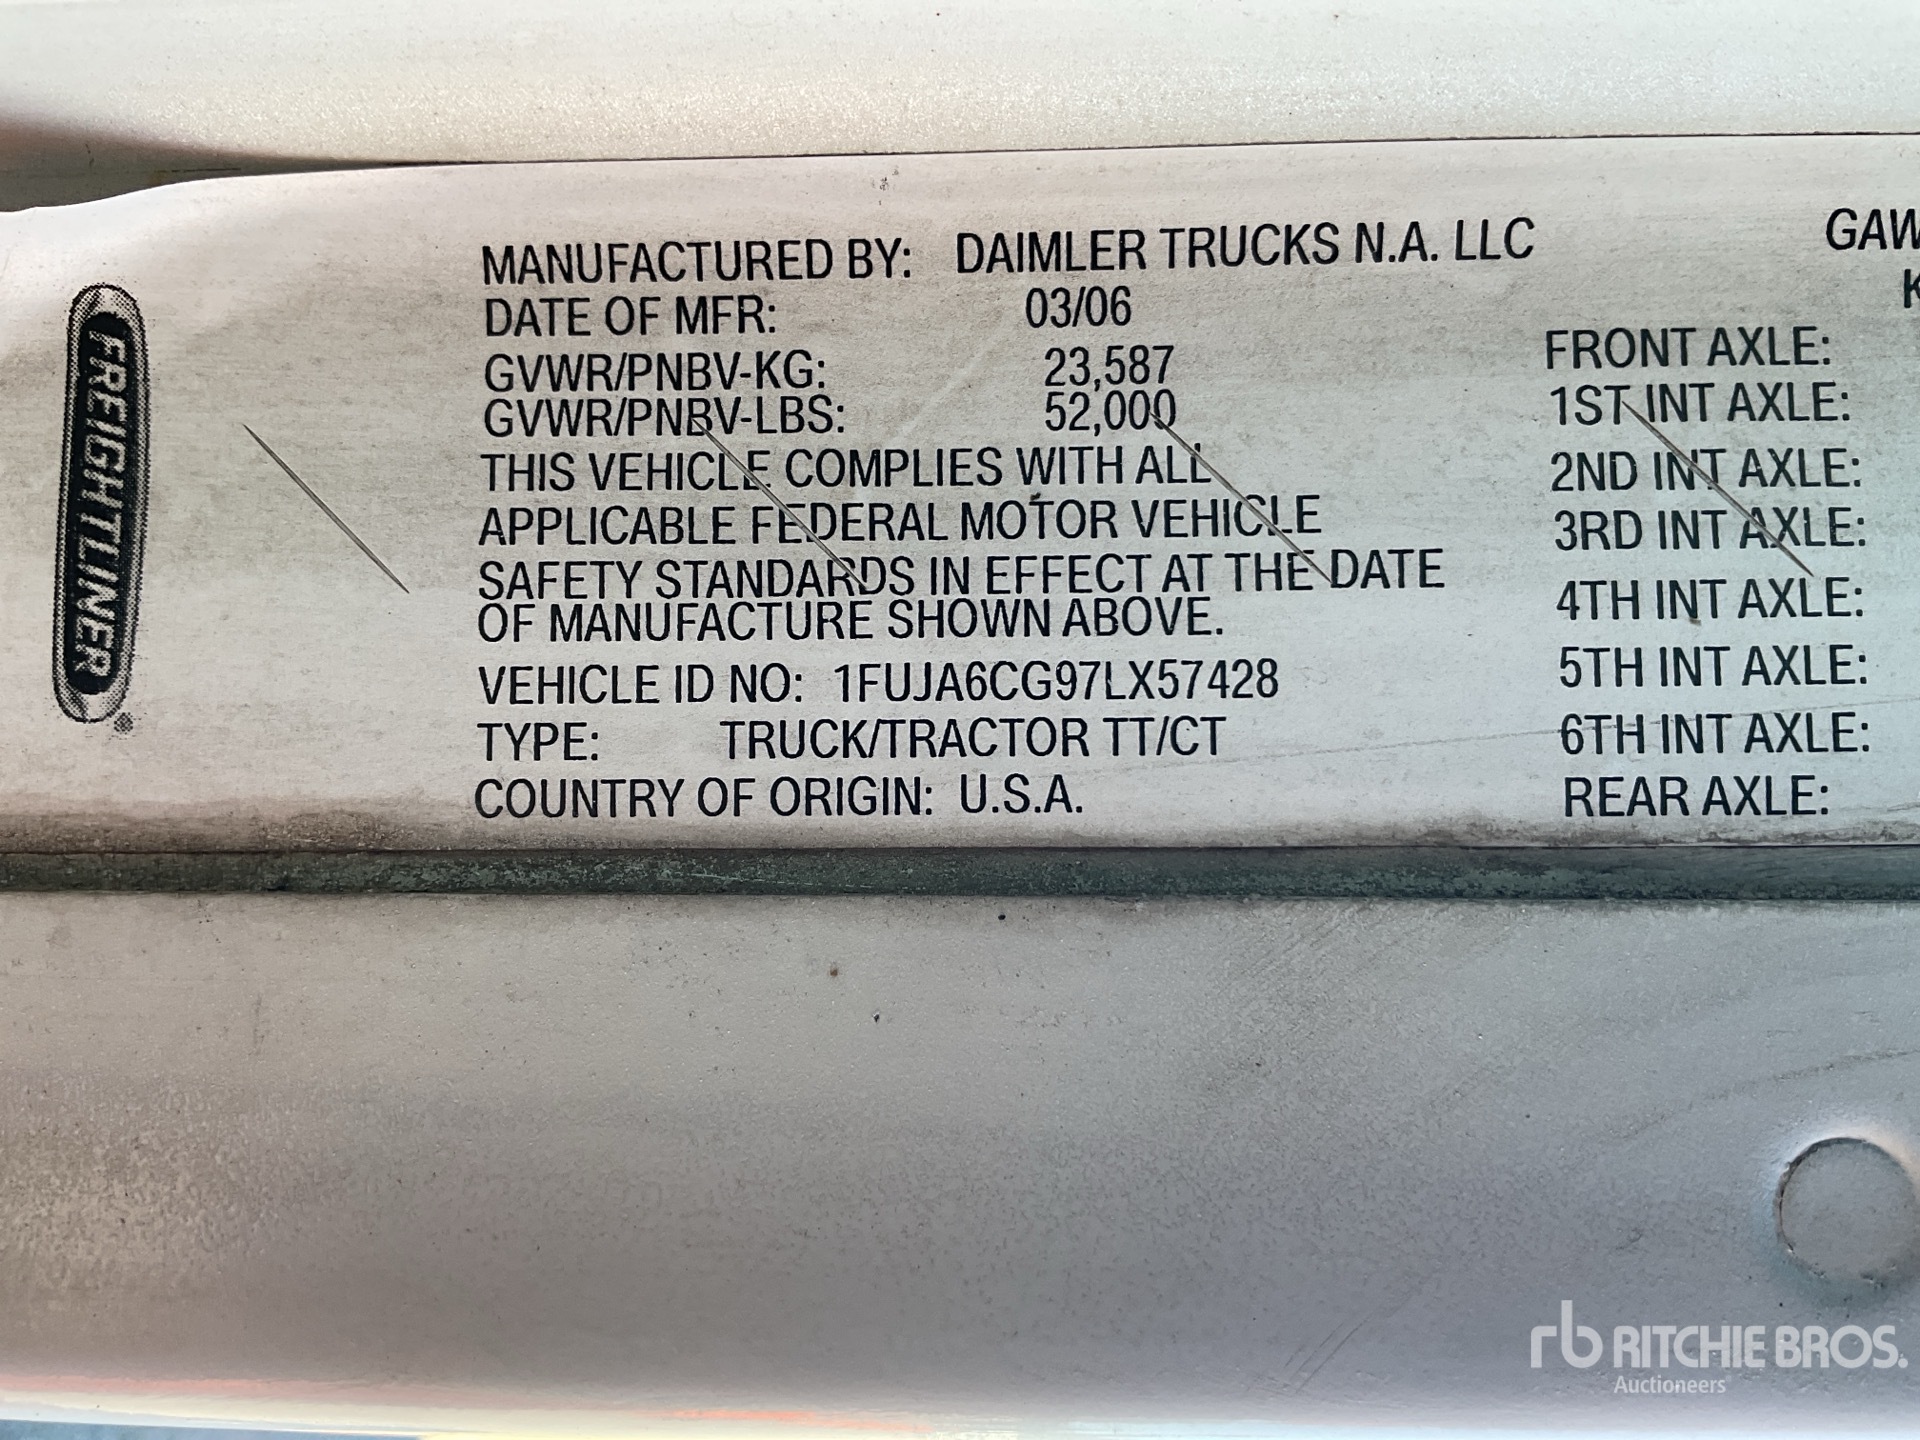 FREIGHTLINER
®
MANUFACTURED BY: DAIMLER TRUCKS N.A. LLC
DATE OF MFR: 03/06
GVWR/PNBV-KG: 23,587
GVWR/PNBV-LBS: 52,000
THIS VEHICLE COMPLIES WITH ALL
APPLICABLE FEDERAL MOTOR VEHICLE
SAFETY STANDARDS IN EFFECT AT THE DATE
OF MANUFACTURE SHOWN ABOVE.
VEHICLE ID NO: 1FUJA6CG97LX57428
TYPE: TRUCK/TRACTOR TT/CT
COUNTRY OF ORIGIN: U.S.A.
GAW
K
FRONT AXLE:
1ST INT AXLE:
2ND INT AXLE:
3RD INT AXLE:
4TH INT AXLE:
5TH INT AXLE:
6TH INT AXLE:
REAR AXLE:
rb RITCHIE BROS.
Auctioneers